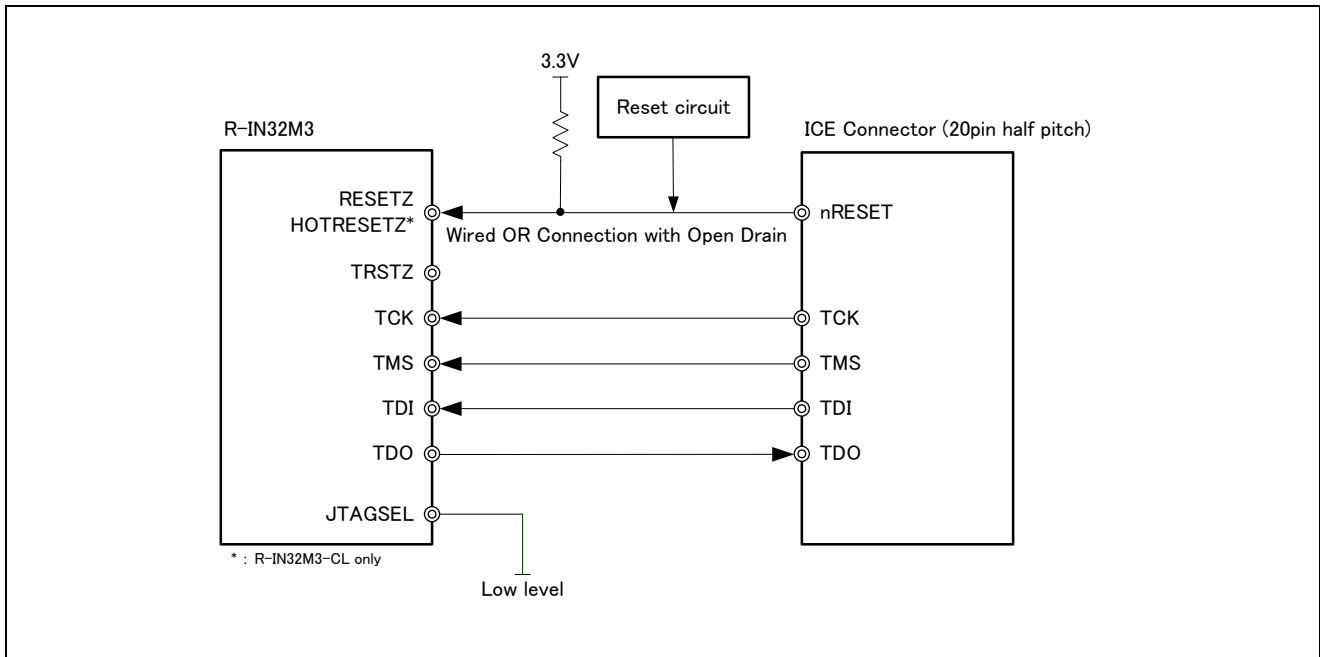 3.3V
Reset circuit
R-IN32M3
ICE Connector (20pin half pitch)
RESETZ
HOTRESETZ*
nRESET
Wired OR Connection with Open Drain
TRSTZ
TCK
TCK
TMS
TMS
TDI
TDI
TDO
TDO
JTAGSEL
* : R-IN32M3-CL only
Low level